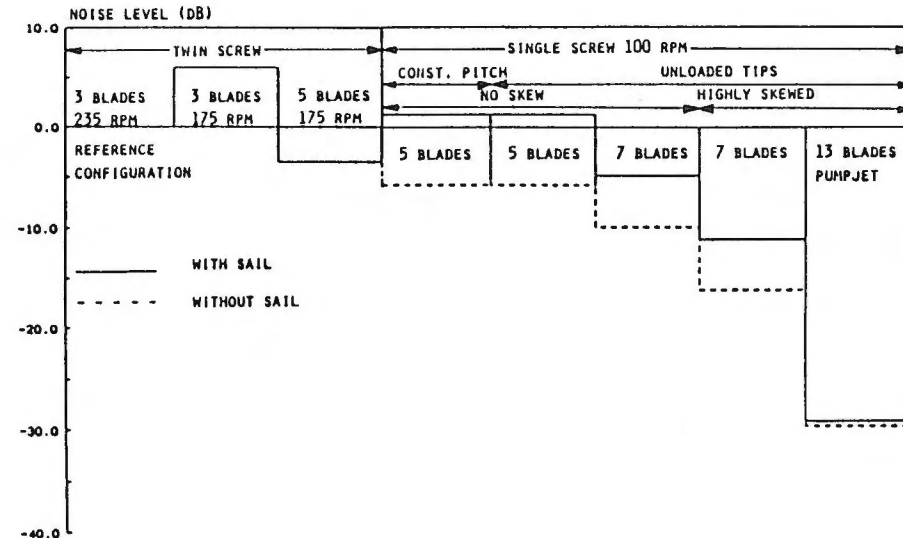 NOISE LEVEL (DB)
10.0
TWIN SCREW
SINGLE SCREW 100 RPM
CONST. PITCH
UNLOADED TIPS
NO SKEW
HIGHLY SKEWED
3 BLADES
235 RPM
3 BLADES
175 RPM
5 BLADES
175 RPM
0.0
REFERENCE
CONFIGURATION
5 BLADES
5 BLADES
7 BLADES
7 BLADES
13 BLADES
PUMPJET
-10.0
WITH SAIL
WITHOUT SAIL
-20.0
-30.0
-40.0